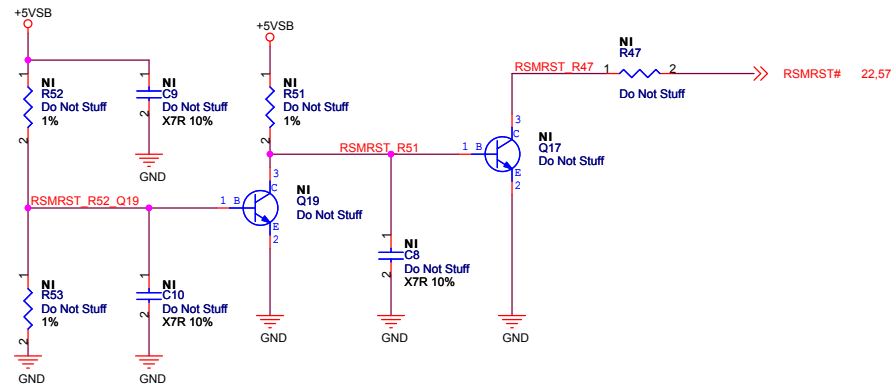 +5VSB
1
NI
R52
Do Not Stuff
1%
2
1
NI
C9
Do Not Stuff
X7R 10%
2
GND
RSMRST_R52_Q19
1
NI
R53
Do Not Stuff
1%
2
GND
1
NI
C10
Do Not Stuff
X7R 10%
2
GND
+5VSB
1
NI
R51
Do Not Stuff
1%
2
RSMRST_R51
1 B
3
C
E
2
NI
Q19
Do Not Stuff
GND
1
NI
C8
Do Not Stuff
X7R 10%
2
GND
RSMRST_R47
1 B
3
C
E
2
NI
Q17
Do Not Stuff
GND
NI
R47
1
2
Do Not Stuff
RSMRST# 22,57